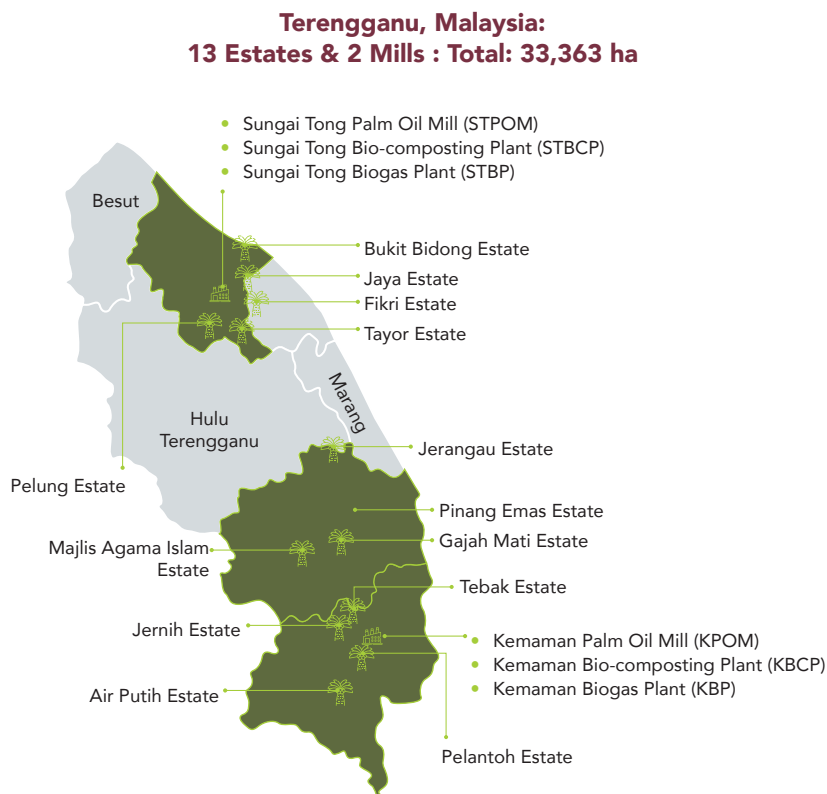 Terengganu, Malaysia:
13 Estates & 2 Mills : Total: 33,363 ha
• Sungai Tong Palm Oil Mill (STPOM)
• Sungai Tong Bio-composting Plant (STBCP)
• Sungai Tong Biogas Plant (STBP)
Besut
Bukit Bidong Estate
Jaya Estate
Fikri Estate
Tayor Estate
Marang
Hulu
Terengganu
Jerangau Estate
Pelung Estate
Pinang Emas Estate
Gajah Mati Estate
Majlis Agama Islam
Estate
Tebak Estate
Jernih Estate
• Kemaman Palm Oil Mill (KPOM)
• Kemaman Bio-composting Plant (KBCP)
• Kemaman Biogas Plant (KBP)
Air Putih Estate
Pelantoh Estate